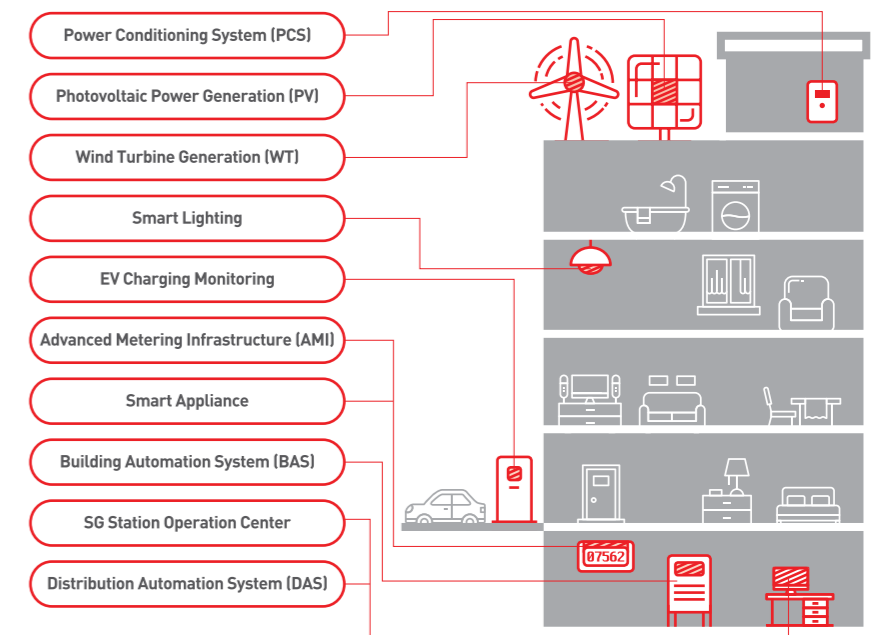 Power Conditioning System (PCS)
Photovoltaic Power Generation (PV)
Wind Turbine Generation (WT)
Smart Lighting
EV Charging Monitoring
Advanced Metering Infrastructure (AMI)
Smart Appliance
Building Automation System (BAS)
SG Station Operation Center
Distribution Automation System (DAS)
07562